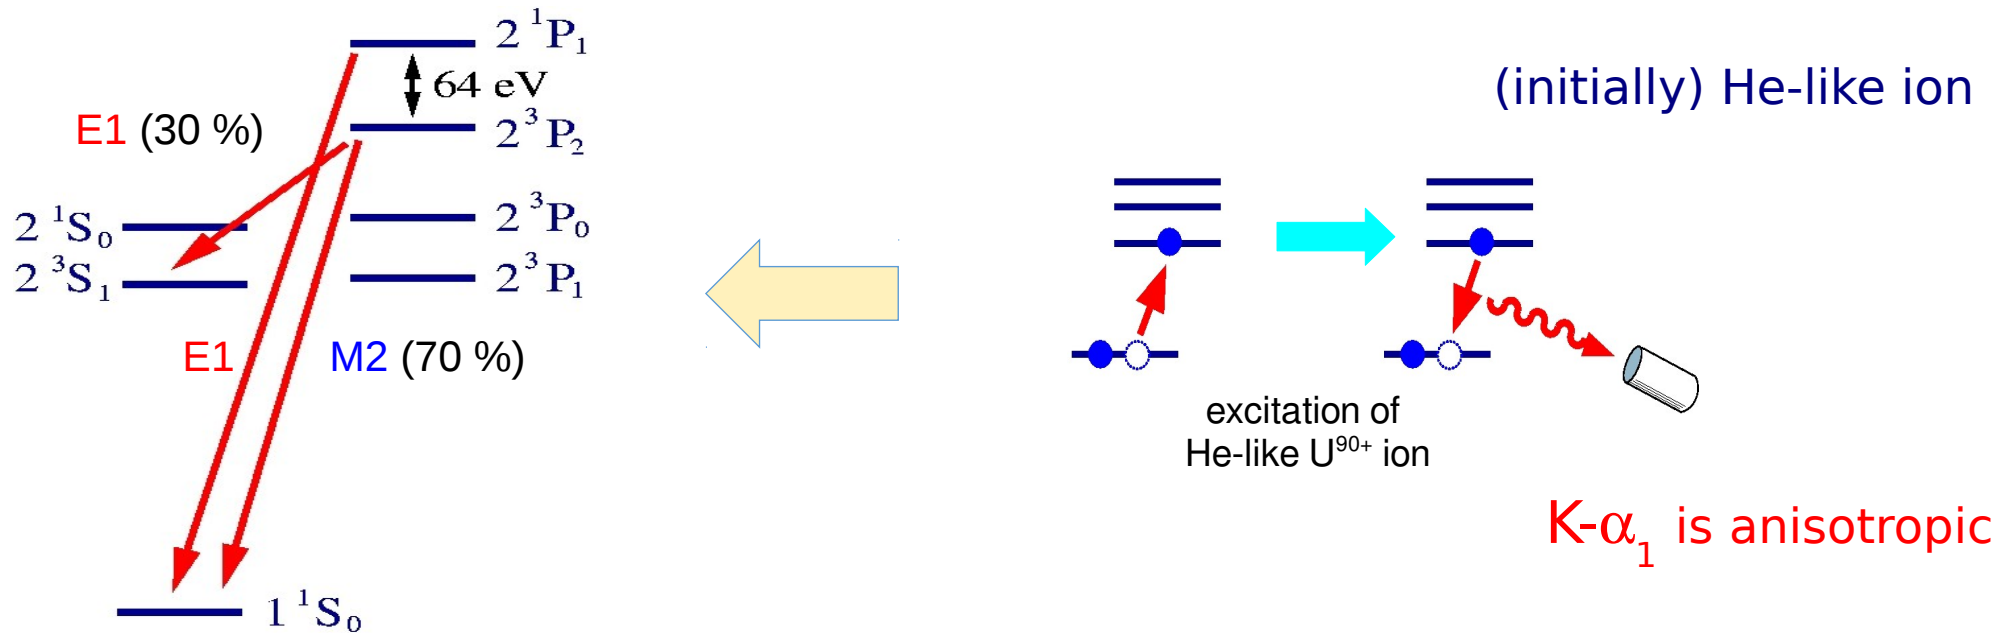 2 ¹P₁
64 eV
(initially) He-like ion
E1 (30 %)
2 ³P₂
2 ¹S₀
2 ³P₀
2 ³S₁
2 ³P₁
E1
M2 (70 %)
excitation of
He-like U⁹⁰⁺ ion
K-α₁ is anisotropic
1 ¹S₀